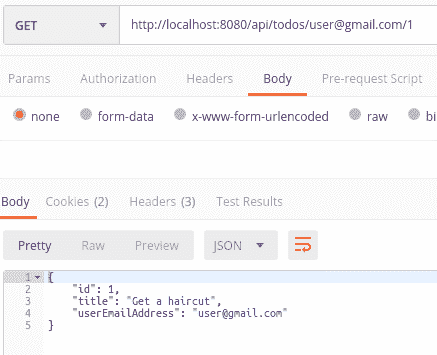 GET http://localhost:8080/api/todos/user@gmail.com/1
Params Authorization Headers Body Pre-request Script
none form-data x-www-form-urlencoded raw bi
Body Cookies (2) Headers (3) Test Results
Pretty Raw Preview JSON
1 {
2 "id": 1,
3 "title": "Get a haircut",
4 "userEmailAddress": "user@gmail.com"
5 }